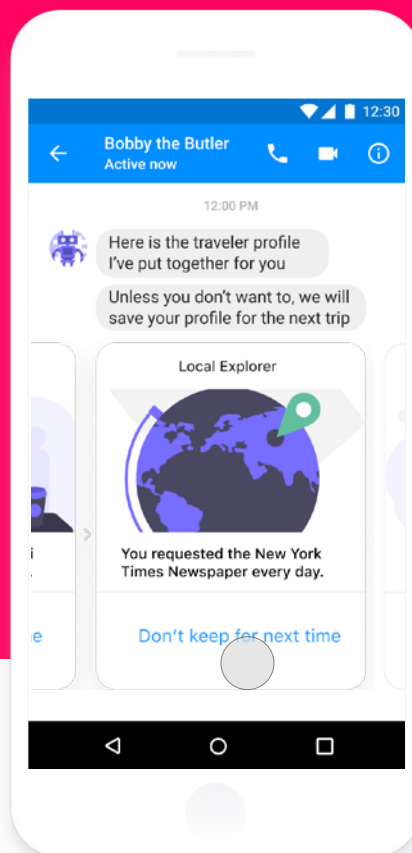 12:30
Bobby the Butler
Active now
12:00 PM
Here is the traveler profile
I've put together for you
Unless you don't want to, we will
save your profile for the next trip
Local Explorer
i
.
You requested the New York
Times Newspaper every day.
e
Don't keep for next time